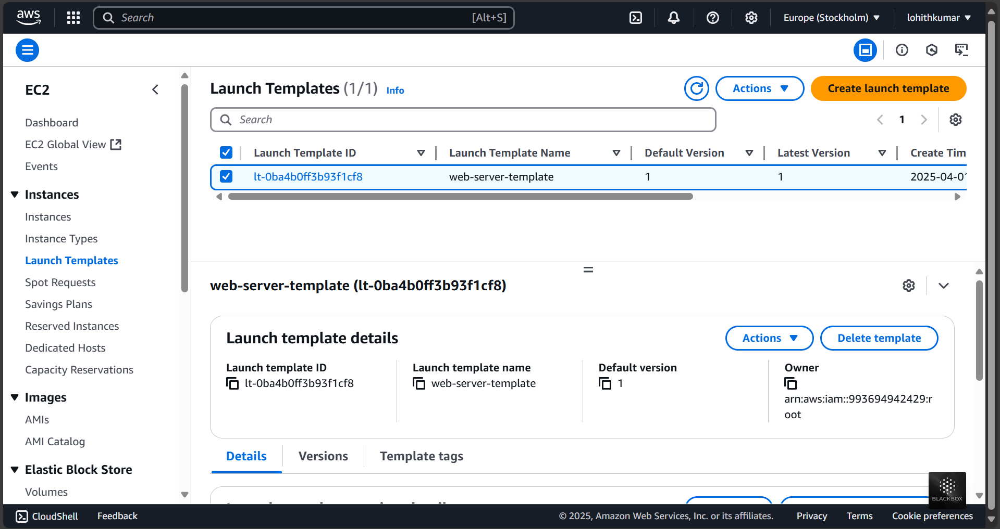 aws
Search
[Alt+S]
Europe (Stockholm)
lohithkumar
EC2
Dashboard
EC2 Global View
Events
Instances
Instances
Instance Types
Launch Templates
Spot Requests
Savings Plans
Reserved Instances
Dedicated Hosts
Capacity Reservations
Images
AMIs
AMI Catalog
Elastic Block Store
Volumes
Launch Templates (1/1) Info
Actions
Create launch template
Search
1
Launch Template ID
Launch Template Name
Default Version
Latest Version
Create Tim
lt-0ba4b0ff3b93f1cf8
web-server-template
1
1
2025-04-01
web-server-template (lt-0ba4b0ff3b93f1cf8)
Launch template details
Actions
Delete template
Launch template ID
lt-0ba4b0ff3b93f1cf8
Launch template name
web-server-template
Default version
1
Owner
arn:aws:iam::993694942429:r
oot
Details
Versions
Template tags
BLACKBOX
CloudShell
Feedback
© 2025, Amazon Web Services, Inc. or its affiliates.
Privacy
Terms
Cookie preferences